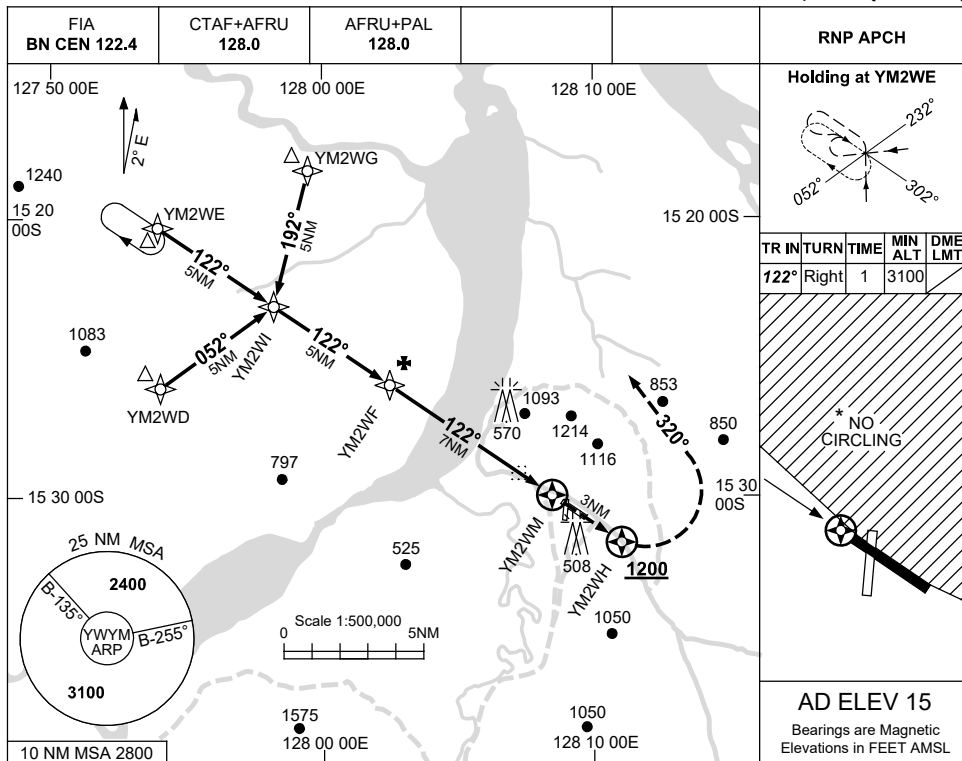 FIA
BN CEN 122.4
CTAF+AFRU
128.0
AFRU+PAL
128.0
RNP APCH
127 50 00E
128 00 00E
128 10 00E
2° E
1240
15 20
00S
YM2WG
YM2WE
192°
5NM
122°
5NM
15 20 00S
1083
052°
5NM
YM2WI
122°
5NM
YM2WD
YM2WF
122°
7NM
570
1093
1214
1116
853
850
320°
797
15 30 00S
15 30
00S
3NM
YM2WM
508
YM2WH
1200
525
1050
25 NM MSA
2400
B-135°
YWYM
ARP
B-255°
3100
Scale 1:500,000
0
5NM
1575
1050
128 00 00E
128 10 00E
10 NM MSA 2800
Holding at YM2WE
232°
052°
302°
TR IN
TURN
TIME
MIN
ALT
DME
LMT
122°
Right
1
3100
* NO
CIRCLING
AD ELEV 15
Bearings are Magnetic
Elevations in FEET AMSL